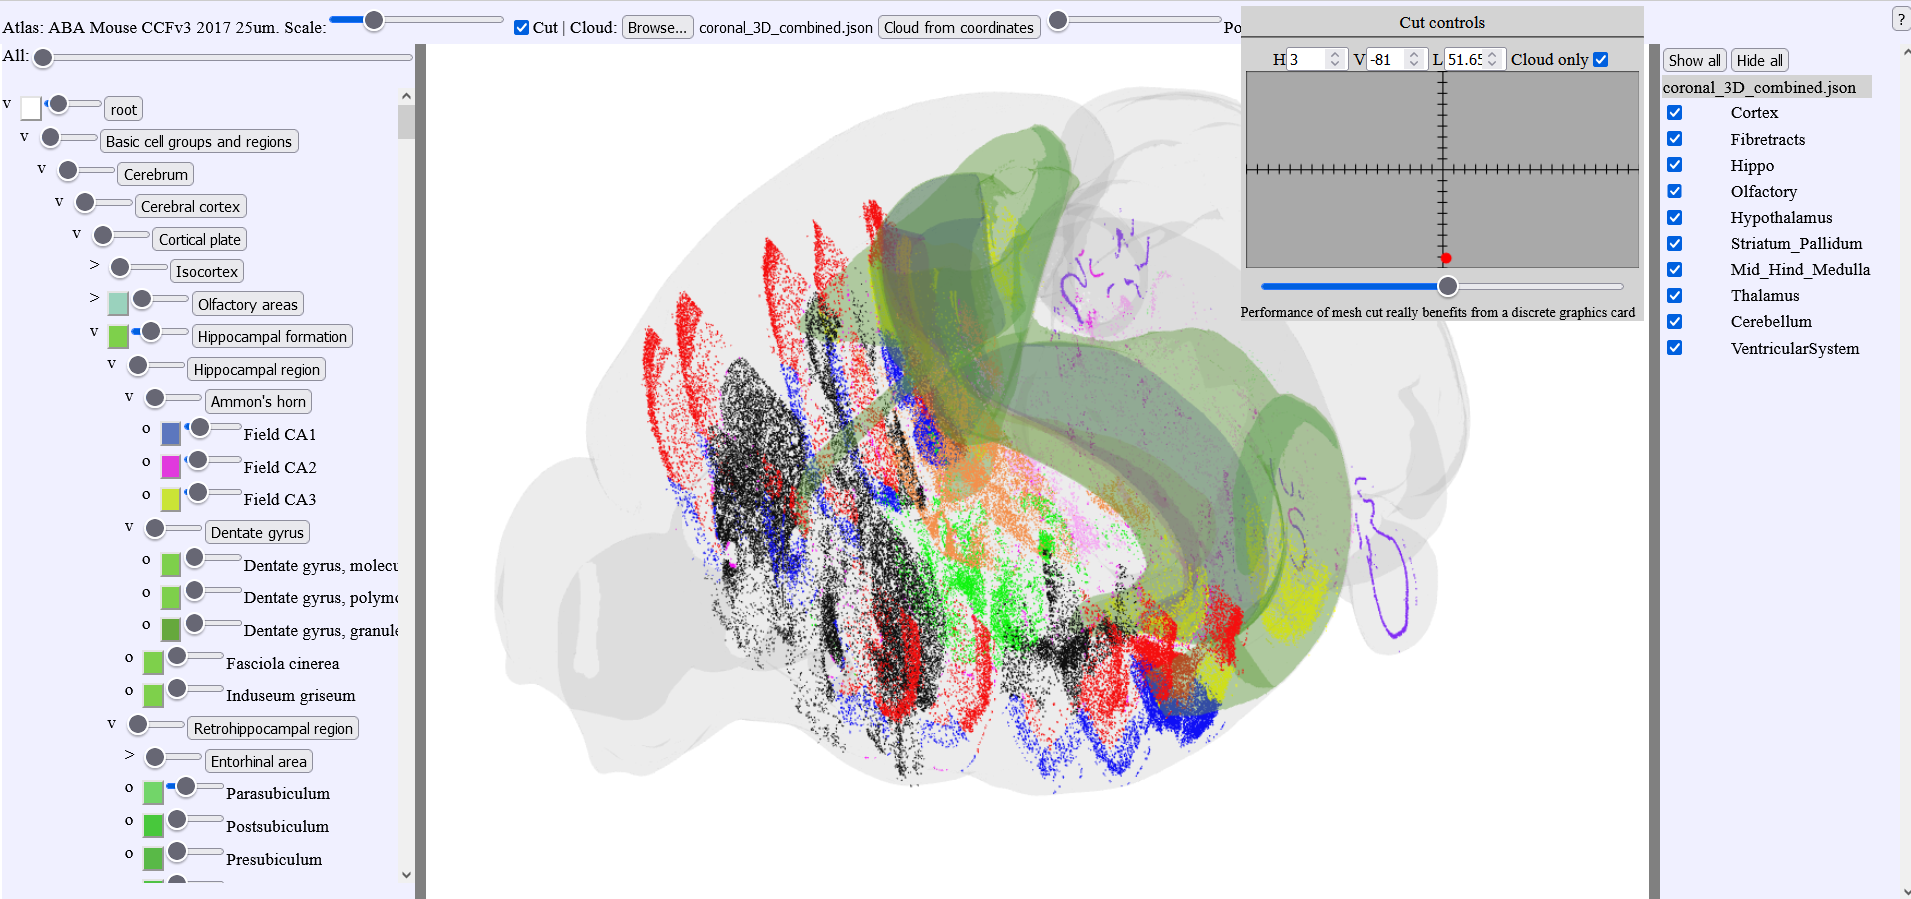 Atlas: ABA Mouse CCFv3 2017 25um. Scale: Cut | Cloud: Browse... coronal_3D_combined.json Cloud from coordinates Po
?
All:
v root
v Basic cell groups and regions
v Cerebrum
v Cerebral cortex
v Cortical plate
> Isocortex
> Olfactory areas
v Hippocampal formation
v Hippocampal region
v Ammon's horn
o Field CA1
o Field CA2
o Field CA3
v Dentate gyrus
o Dentate gyrus, molecu
o Dentate gyrus, polymo
o Dentate gyrus, granule
o Fasciola cinerea
o Induseum griseum
v Retrohippocampal region
> Entorhinal area
o Parasubiculum
o Postsubiculum
o Presubiculum
Cut controls
H 3 V -81 L 51.65 Cloud only
Performance of mesh cut really benefits from a discrete graphics card
Show all Hide all
coronal_3D_combined.json
Cortex
Fibretracts
Hippo
Olfactory
Hypothalamus
Striatum_Pallidum
Mid_Hind_Medulla
Thalamus
Cerebellum
VentricularSystem